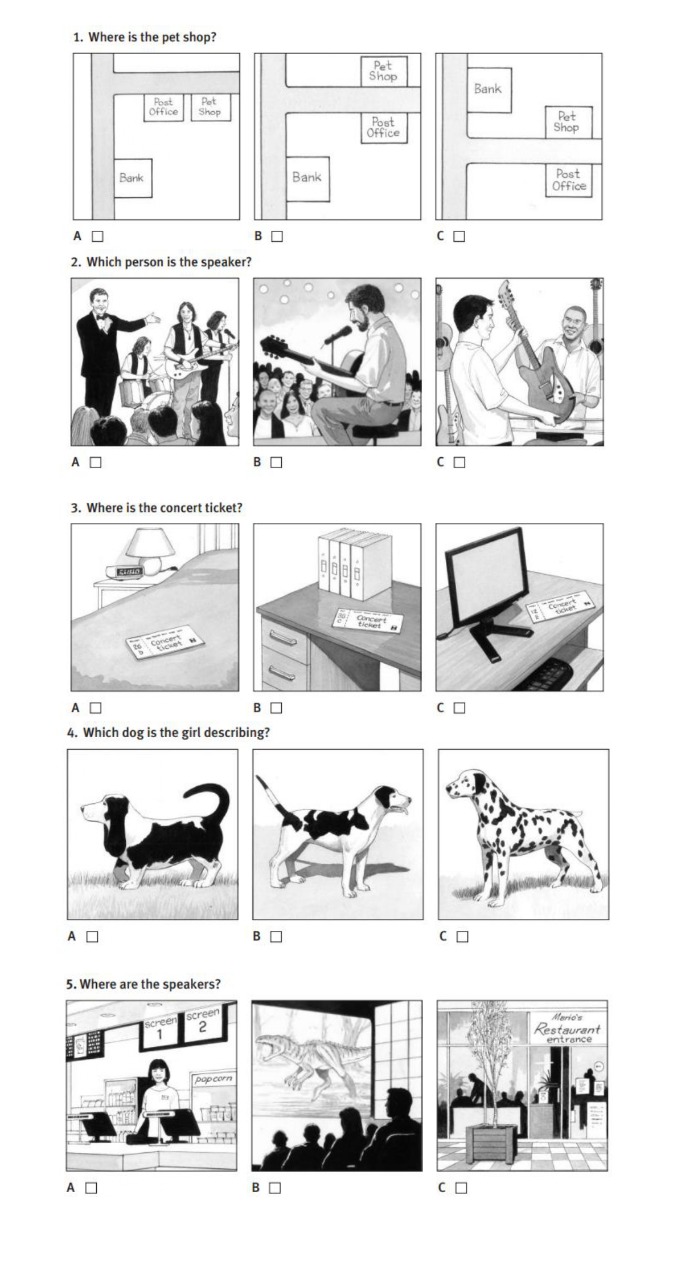 1. Where is the pet shop?
Post Office
Pet Shop
Bank
Pet Shop
Post Office
Bank
Bank
Pet Shop
Post Office
A B C
2. Which person is the speaker?
A B C
3. Where is the concert ticket?
Concert ticket
Concert ticket
Concert ticket
A B C
4. Which dog is the girl describing?
A B C
5. Where are the speakers?
screen 1
screen 2
popcorn
Mario's
Restaurant
entrance
A B C